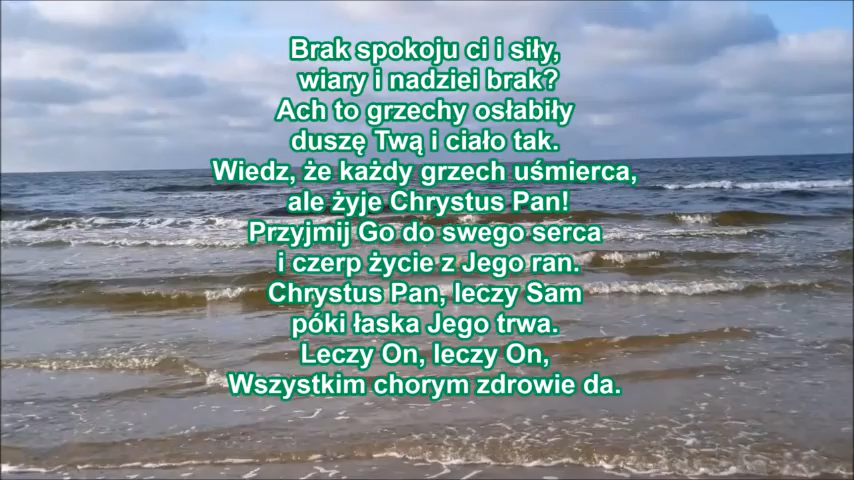 Brak spokoju ci i siły,
wiary i nadziei brak?
Ach to grzechy osłabiły
duszę Twą i ciało tak.
Wiedz, że każdy grzech uśmierca,
ale żyje Chrystus Pan!
Przyjmij Go do swego serca
i czerp życie z Jego ran.
Chrystus Pan, leczy Sam
póki łaska Jego trwa.
Leczy On, leczy On,
Wszystkim chorym zdrowie da.